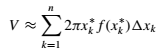 V ≈ ∑_{k=1}^{n} 2πx_k^* f(x_k^*) Δx_k